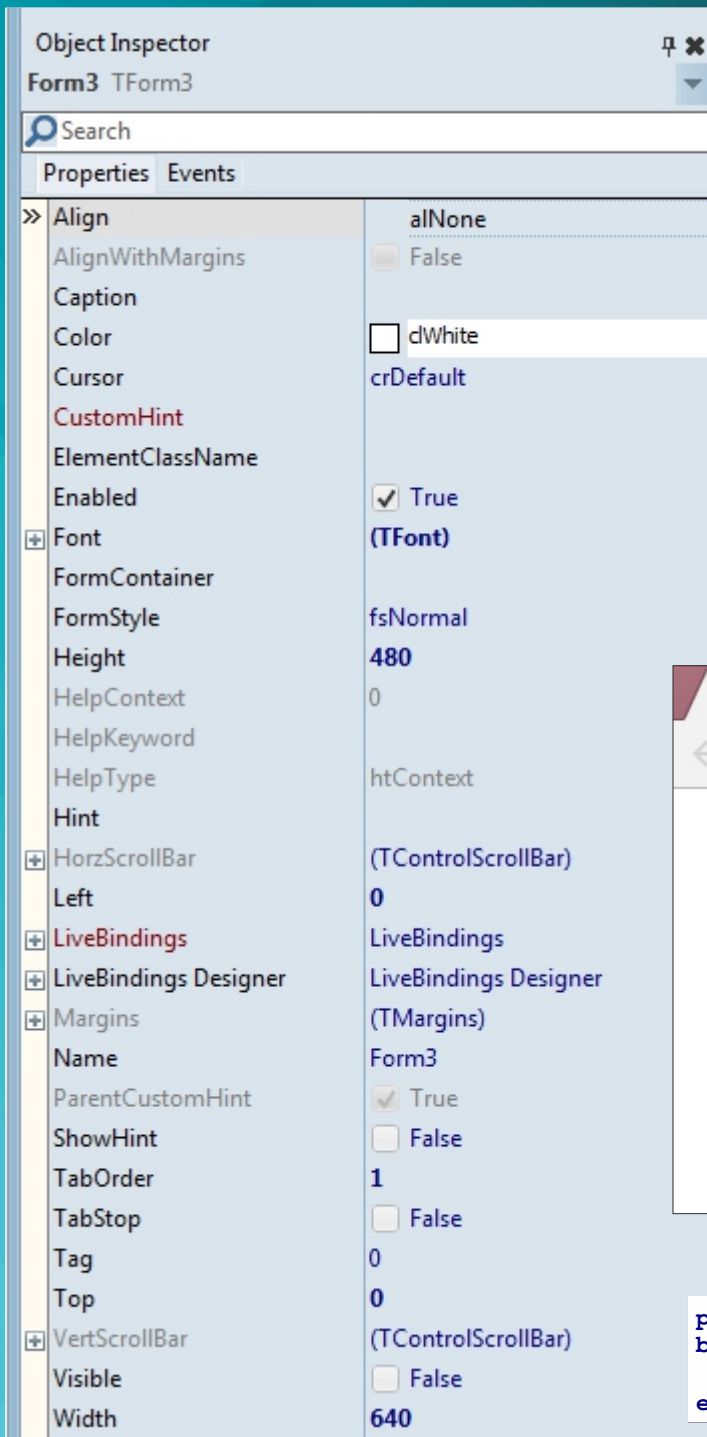 Object Inspector
Form3 TForm3
Search
Properties Events
» Align alNone
AlignWithMargins False
Caption
Color clWhite
Cursor crDefault
CustomHint
ElementClassName
Enabled True
Font (TFont)
FormContainer
FormStyle fsNormal
Height 480
HelpContext 0
HelpKeyword
HelpType htContext
Hint
HorzScrollBar (TControlScrollBar)
Left 0
LiveBindings LiveBindings
LiveBindings Designer LiveBindings Designer
Margins (TMargins)
Name Form3
ParentCustomHint True
ShowHint False
TabOrder 1
TabStop False
Tag 0
Top 0
VertScrollBar (TControlScrollBar)
Visible False
Width 640
p
b
e